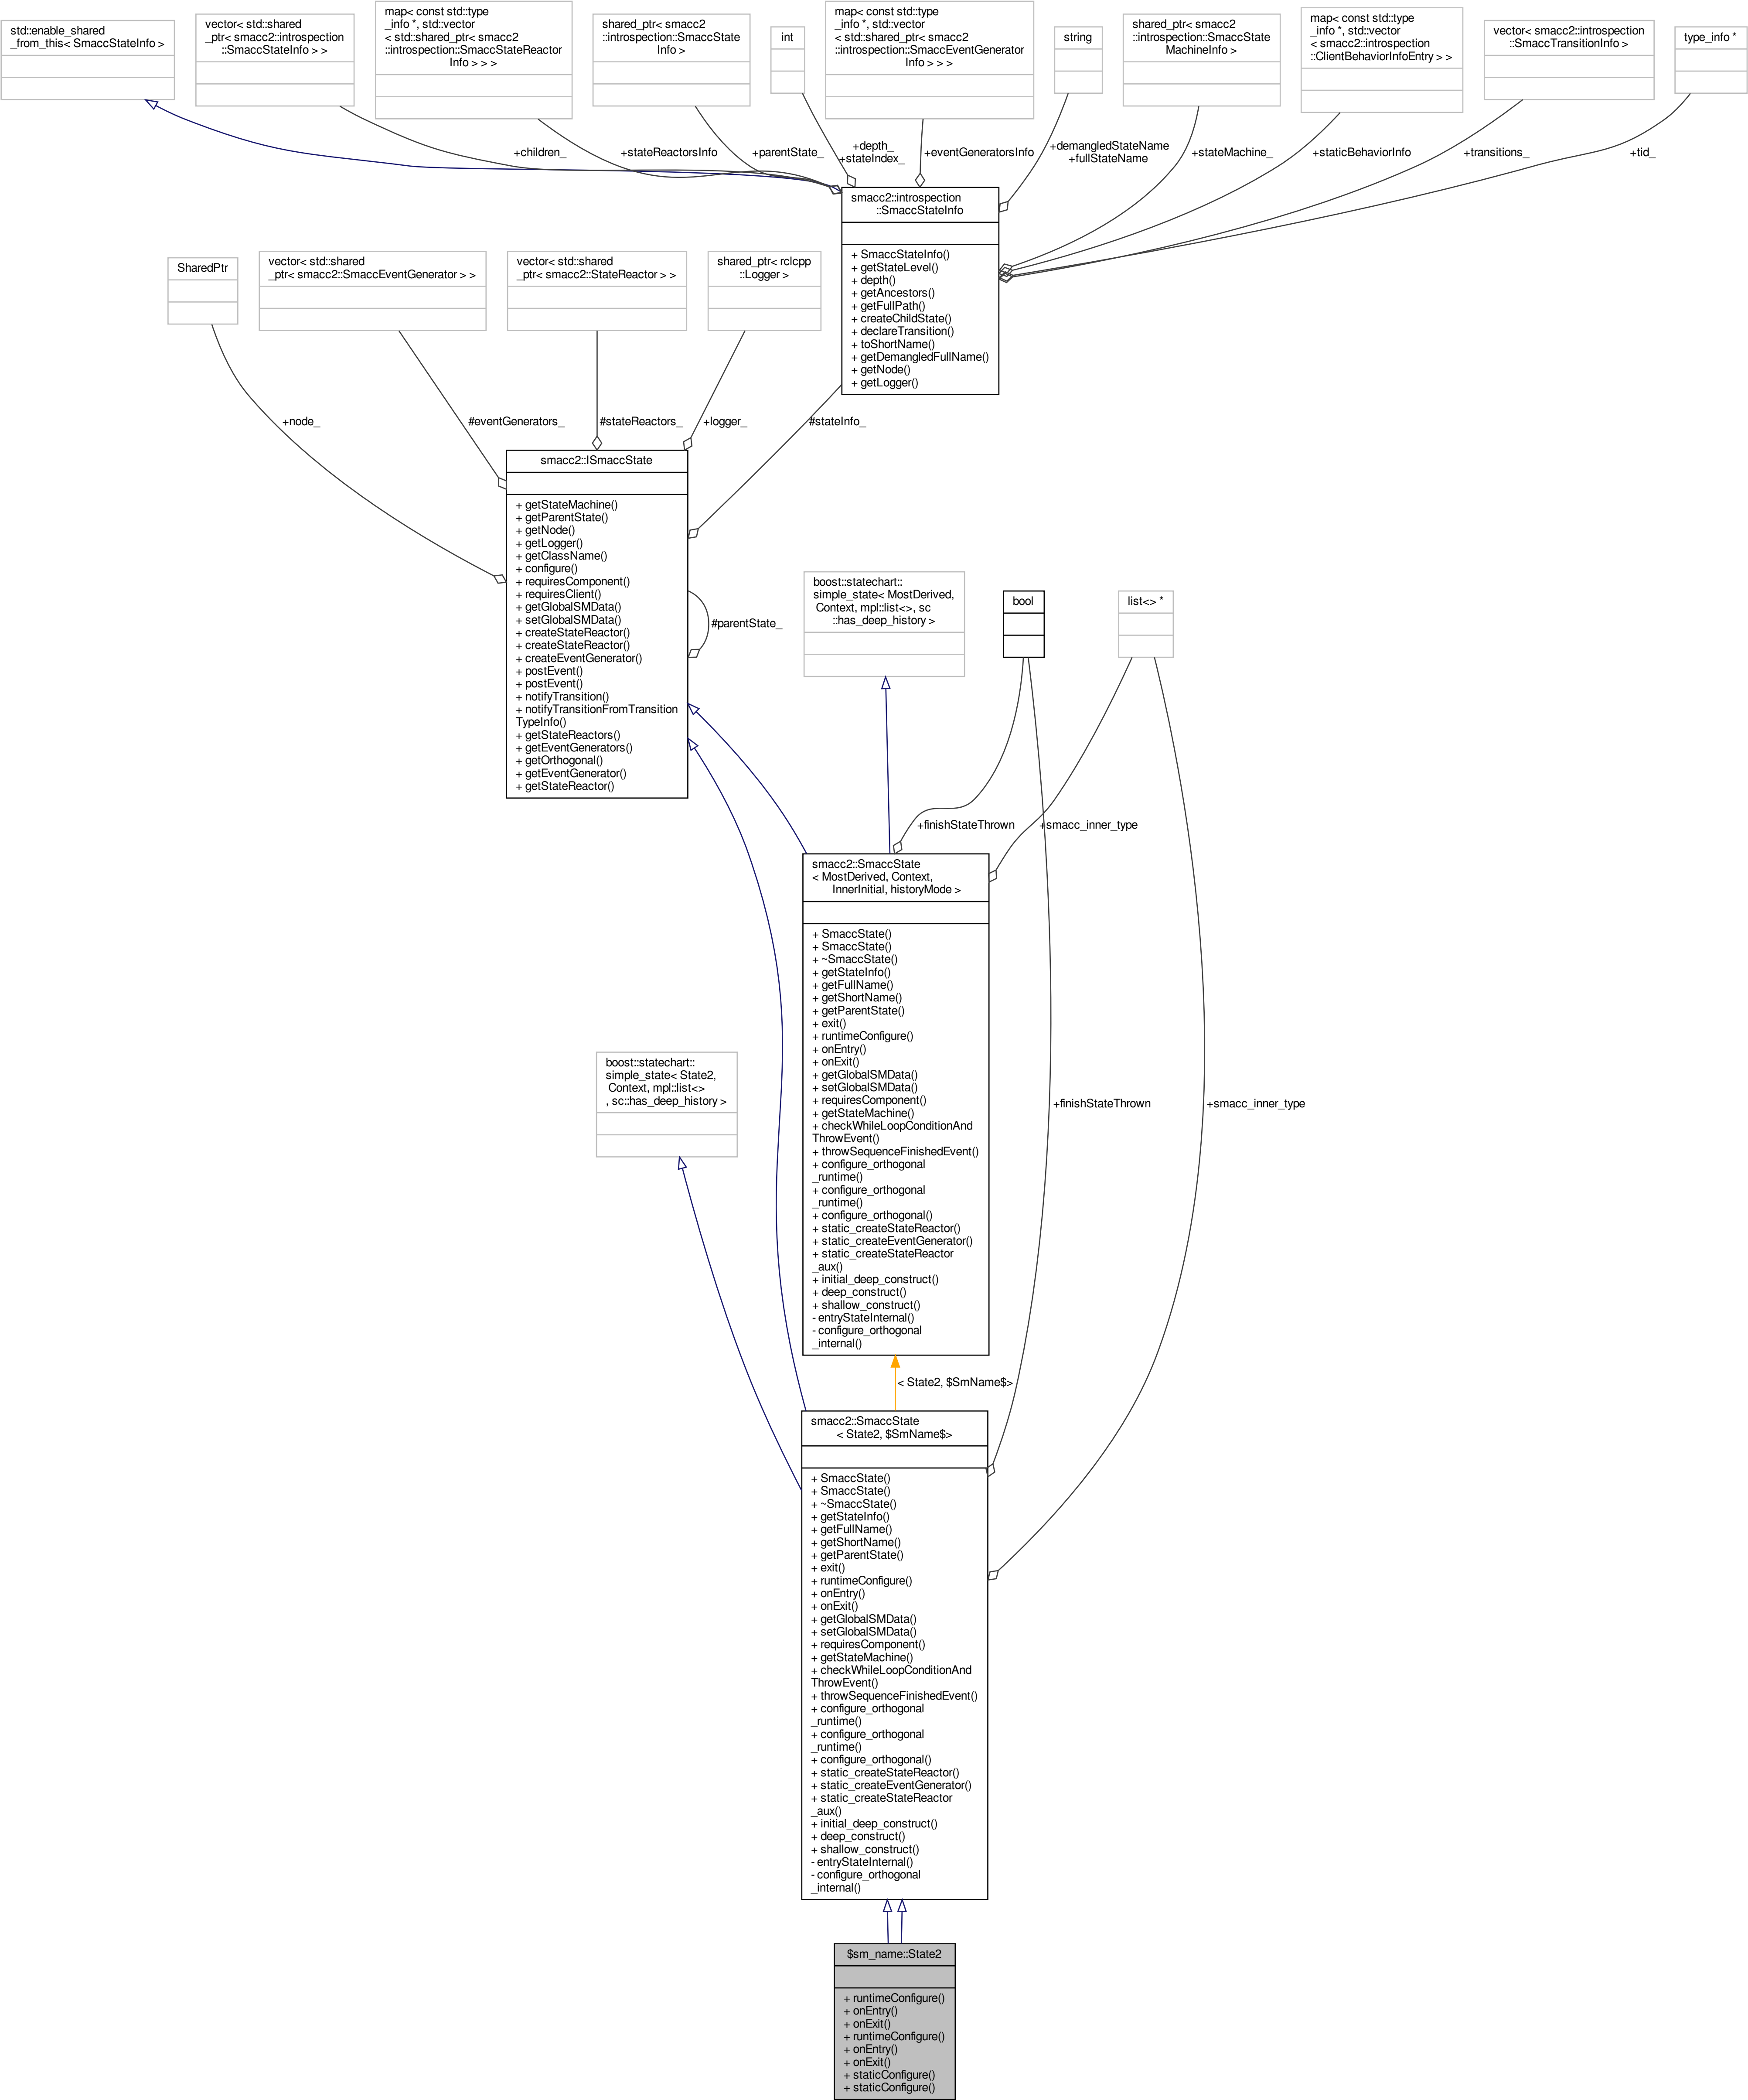 std::enable_shared
_from_this< SmaccStateInfo >
vector< std::shared
_ptr< smacc2::introspection
::SmaccStateInfo > >
map< const std::type
_info *, std::vector
< std::shared_ptr< smacc2
::introspection::SmaccStateReactor
Info > > >
shared_ptr< smacc2
::introspection::SmaccState
Info >
int
map< const std::type
_info *, std::vector
< std::shared_ptr< smacc2
::introspection::SmaccEventGenerator
Info > > >
string
shared_ptr< smacc2
::introspection::SmaccState
MachineInfo >
map< const std::type
_info *, std::vector
< smacc2::introspection
::ClientBehaviorInfoEntry > >
vector< smacc2::introspection
::SmaccTransitionInfo >
type_info *
+children_
+stateReactorsInfo
+parentState_
+depth_
+stateIndex_
+eventGeneratorsInfo
+demangledStateName
+fullStateName
+stateMachine_
+staticBehaviorInfo
+transitions_
+tid_
smacc2::introspection
::SmaccStateInfo
+ SmaccStateInfo()
+ getStateLevel()
+ depth()
+ getAncestors()
+ getFullPath()
+ createChildState()
+ declareTransition()
+ toShortName()
+ getDemangledFullName()
+ getNode()
+ getLogger()
SharedPtr
vector< std::shared
_ptr< smacc2::SmaccEventGenerator > >
vector< std::shared
_ptr< smacc2::StateReactor > >
shared_ptr< rclcpp
::Logger >
+node_
#eventGenerators_
#stateReactors_
+logger_
#stateInfo_
smacc2::ISmaccState
+ getStateMachine()
+ getParentState()
+ getNode()
+ getLogger()
+ getClassName()
+ configure()
+ requiresComponent()
+ requiresClient()
+ getGlobalSMData()
+ setGlobalSMData()
+ createStateReactor()
+ createStateReactor()
+ createEventGenerator()
+ postEvent()
+ postEvent()
+ notifyTransition()
+ notifyTransitionFromTransition
TypeInfo()
+ getStateReactors()
+ getEventGenerators()
+ getOrthogonal()
+ getEventGenerator()
+ getStateReactor()
#parentState_
boost::statechart::
simple_state< MostDerived,
Context, mpl::list<>, sc
::has_deep_history >
bool
list<> *
+finishStateThrown
+smacc_inner_type
smacc2::SmaccState
< MostDerived, Context,
InnerInitial, historyMode >
+ SmaccState()
+ SmaccState()
+ ~SmaccState()
+ getStateInfo()
+ getFullName()
+ getShortName()
+ getParentState()
+ exit()
+ runtimeConfigure()
+ onEntry()
+ onExit()
+ getGlobalSMData()
+ setGlobalSMData()
+ requiresComponent()
+ getStateMachine()
+ checkWhileLoopConditionAnd
ThrowEvent()
+ throwSequenceFinishedEvent()
+ configure_orthogonal
_runtime()
+ configure_orthogonal
_runtime()
+ configure_orthogonal()
+ static_createStateReactor()
+ static_createEventGenerator()
+ static_createStateReactor
_aux()
+ initial_deep_construct()
+ deep_construct()
+ shallow_construct()
- entryStateInternal()
- configure_orthogonal
_internal()
boost::statechart::
simple_state< State2,
Context, mpl::list<>
, sc::has_deep_history >
+finishStateThrown
+smacc_inner_type
< State2, $SmName$>
smacc2::SmaccState
< State2, $SmName$>
+ SmaccState()
+ SmaccState()
+ ~SmaccState()
+ getStateInfo()
+ getFullName()
+ getShortName()
+ getParentState()
+ exit()
+ runtimeConfigure()
+ onEntry()
+ onExit()
+ getGlobalSMData()
+ setGlobalSMData()
+ requiresComponent()
+ getStateMachine()
+ checkWhileLoopConditionAnd
ThrowEvent()
+ throwSequenceFinishedEvent()
+ configure_orthogonal
_runtime()
+ configure_orthogonal
_runtime()
+ configure_orthogonal()
+ static_createStateReactor()
+ static_createEventGenerator()
+ static_createStateReactor
_aux()
+ initial_deep_construct()
+ deep_construct()
+ shallow_construct()
- entryStateInternal()
- configure_orthogonal
_internal()
$sm_name::State2
+ runtimeConfigure()
+ onEntry()
+ onExit()
+ runtimeConfigure()
+ onEntry()
+ onExit()
+ staticConfigure()
+ staticConfigure()